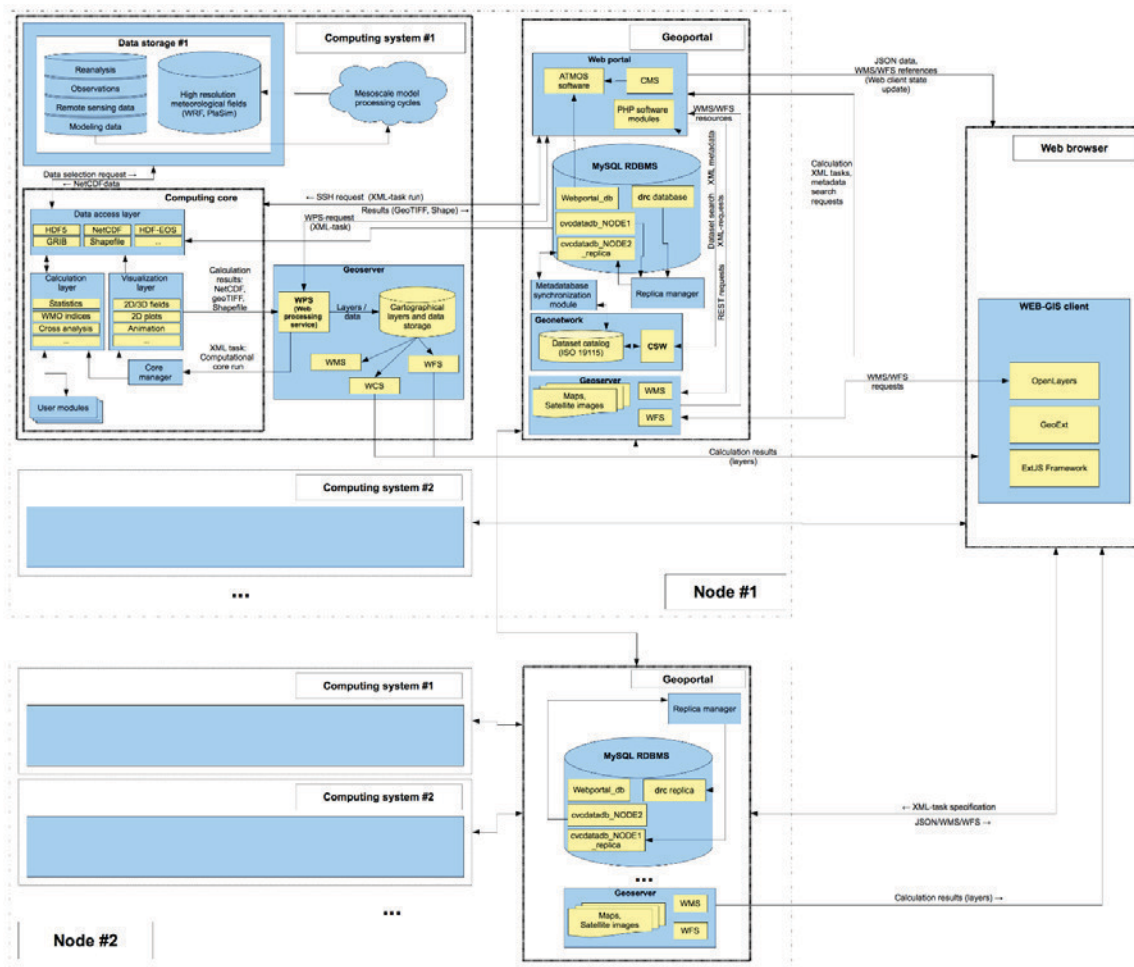 Data storage #1
Reanalysis
Observations
Remote sensing data
Modeling data
High resolution
meteorological fields
(WRF, PlaSim)
Computing system #1
Mesoscale model
processing cycles
Data selection request →
← NetCDFdata
Computing core
Data access layer
HDF5
NetCDF
HDF-EOS
GRIB
Shapefile
...
Calculation
layer
Statistics
WMO indices
Cross analysis
...
Visualization
layer
2D/3D fields
2D plots
Animation
...
Core
manager
User modules
← SSH request (XML-task run)
Results (GeoTIFF, Shape) →
WPS-request
(XML-task)
Calculation
results:
NetCDF,
geoTIFF,
Shapefile
XML task:
Computational
core run
Geoserver
WPS
(Web
processing
service)
Layers /
data
Cartographical
layers and data
storage
WMS
WCS
WFS
Geoportal
Web portal
ATMOS
software
CMS
PHP software
modules
MySQL RDBMS
Webportal_db
drc database
cvcdatadb_NODE1
cvcdatadb_NODE2
_replica
Metadatabase
synchronization
module
Replica manager
Geonetwork
Dataset catalog
(ISO 19115)
CSW
Geoserver
Maps,
Satellite images
WMS
WFS
WMS/WFS
resources
XML metadata
Dataset search
XML-requests
REST requests
JSON data,
WMS/WFS references
(Web client state
update)
Calculation
XML tasks,
metadata
search
requests
WMS/WFS
requests
Calculation results
(layers)
Web browser
WEB-GIS client
OpenLayers
GeoExt
ExtJS Framework
Computing system #2
...
Node #1
Computing system #1
Computing system #2
...
Node #2
Geoportal
Replica manager
MySQL RDBMS
Webportal_db
drc replica
cvcdatadb_NODE2
cvcdatadb_NODE1
_replica
...
Geoserver
Maps,
Satellite images
WMS
WFS
← XML-task specification
JSON/WMS/WFS →
Calculation results (layers) →